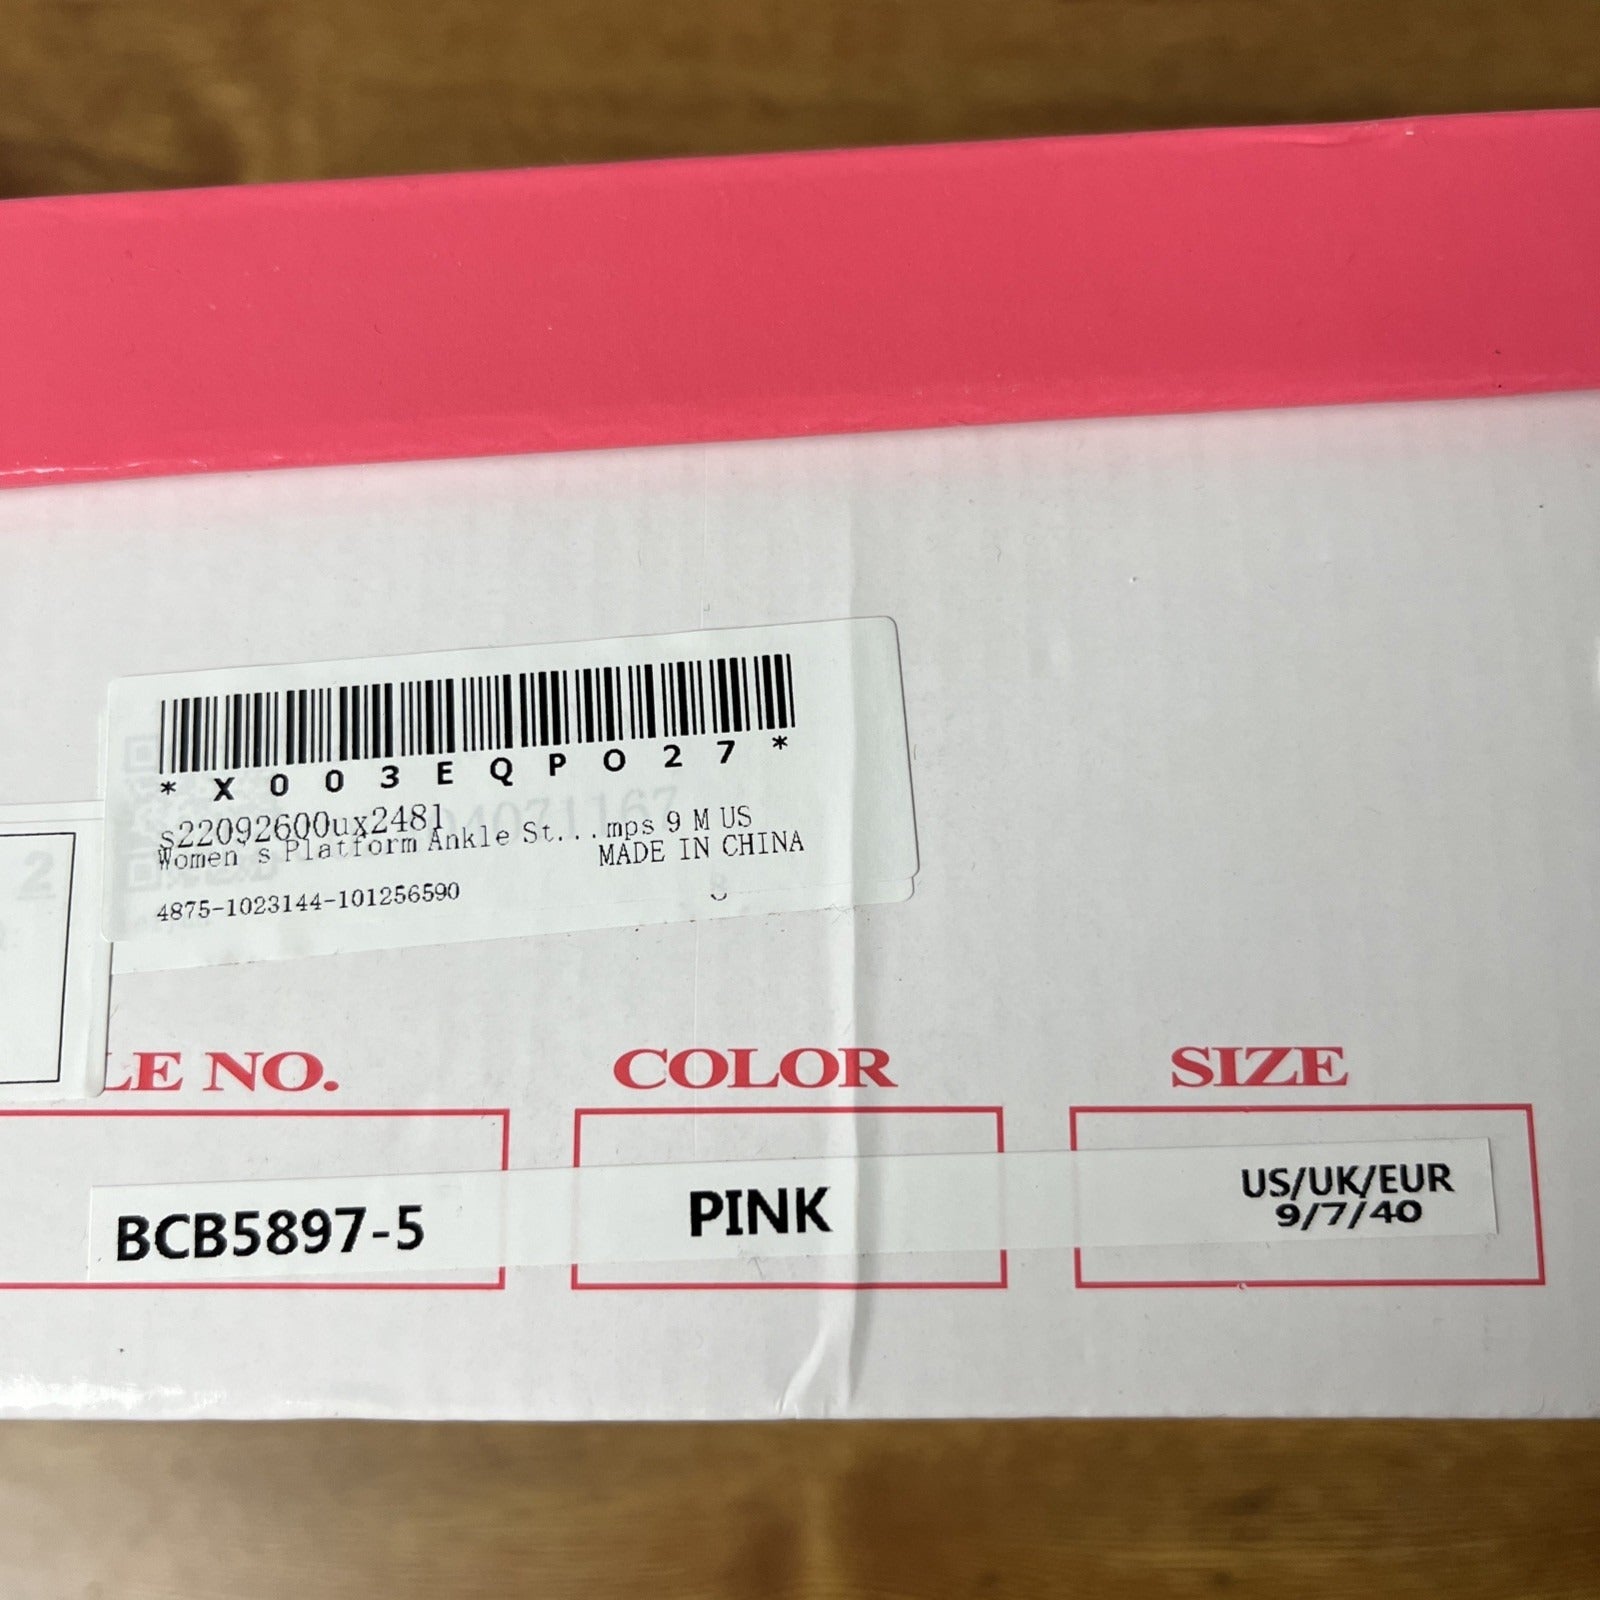 *X003EQPO27*
s22092600ux2481
Women s Platform Ankle St...mps 9 M US
MADE IN CHINA
4875-1023144-101256590
2
LE NO. COLOR SIZE
BCB5897-5 PINK US/UK/EUR
9/7/40